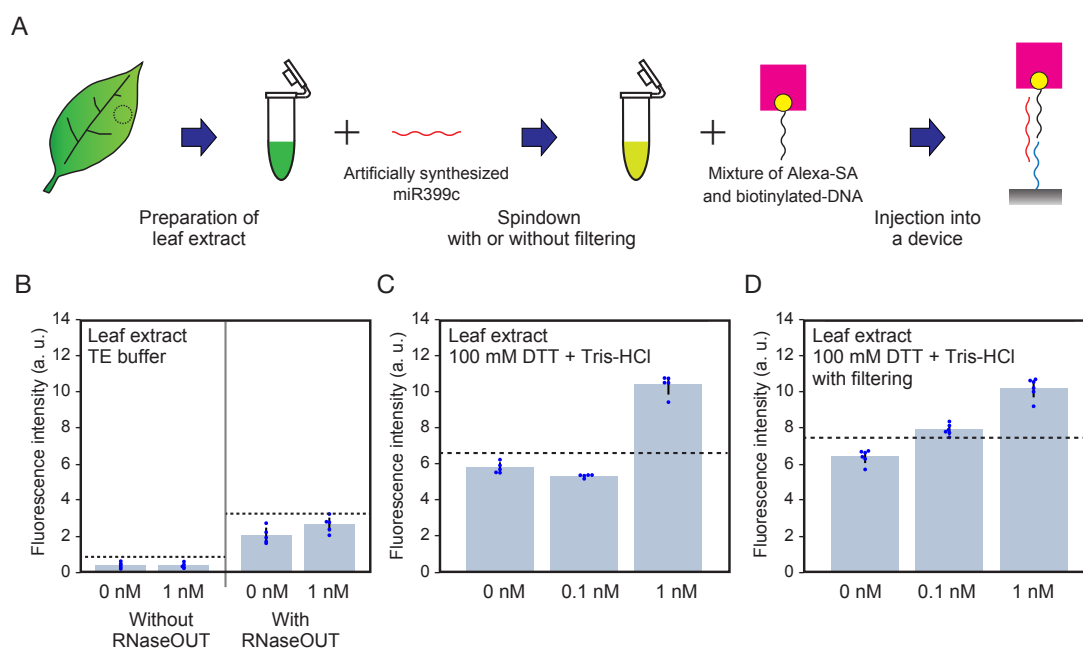 A
Artificially synthesized
miR399c
Mixture of Alexa-SA
and biotinylated-DNA
Preparation of
leaf extract
Spindown
with or without filtering
Injection into
a device
B
Fluorescence intensity (a. u.)
14
12
10
8
6
4
2
0
Leaf extract
TE buffer
0 nM
1 nM
0 nM
1 nM
Without
RNaseOUT
With
RNaseOUT
C
Fluorescence intensity (a. u.)
14
12
10
8
6
4
2
0
Leaf extract
100 mM DTT + Tris-HCl
0 nM
0.1 nM
1 nM
D
Fluorescence intensity (a. u.)
14
12
10
8
6
4
2
0
Leaf extract
100 mM DTT + Tris-HCl
with filtering
0 nM
0.1 nM
1 nM